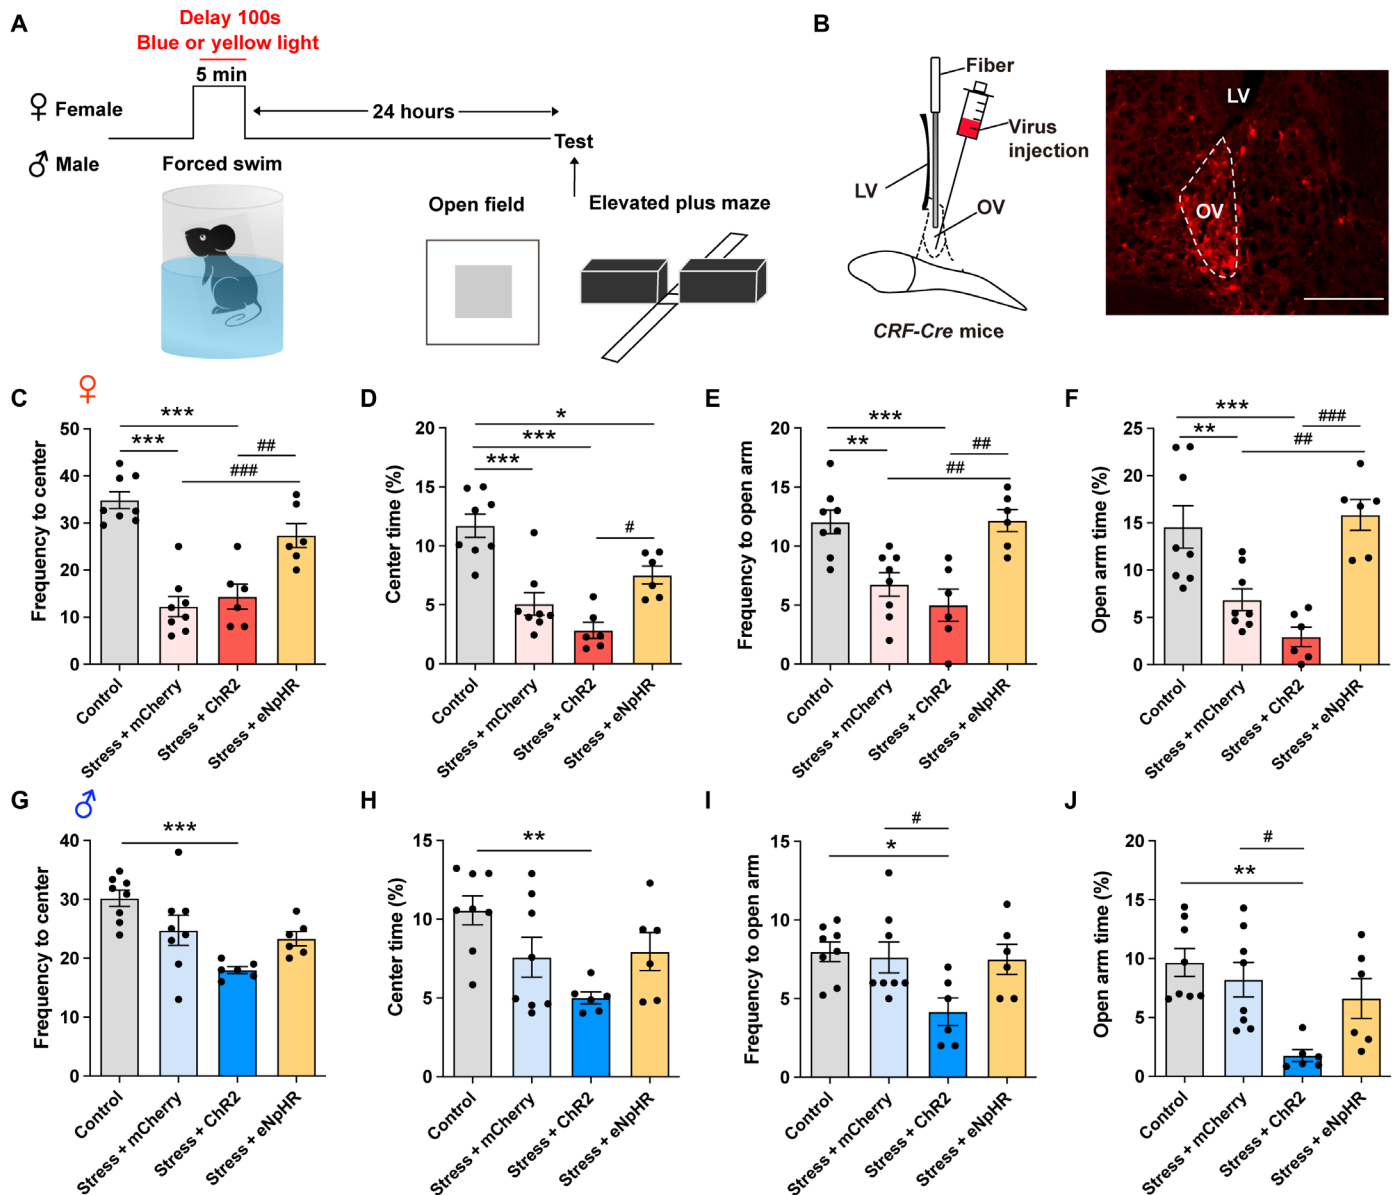 A
Delay 100s
Blue or yellow light
5 min
♀ Female
24 hours
Test
♂ Male
Forced swim
Open field
Elevated plus maze
B
Fiber
Virus
injection
LV
OV
CRF-Cre mice
LV
OV
C
♀
Frequency to center
50
40
30
20
10
0
***
***
##
###
Control
Stress + mCherry
Stress + ChR2
Stress + eNpHR
D
Center time (%)
20
15
10
5
0
*
***
***
#
Control
Stress + mCherry
Stress + ChR2
Stress + eNpHR
E
Frequency to open arm
20
15
10
5
0
***
**
##
##
Control
Stress + mCherry
Stress + ChR2
Stress + eNpHR
F
Open arm time (%)
25
20
15
10
5
0
***
###
**
##
Control
Stress + mCherry
Stress + ChR2
Stress + eNpHR
G
♂
Frequency to center
40
30
20
10
0
***
Control
Stress + mCherry
Stress + ChR2
Stress + eNpHR
H
Center time (%)
15
10
5
0
**
Control
Stress + mCherry
Stress + ChR2
Stress + eNpHR
I
Frequency to open arm
15
10
5
0
#
*
Control
Stress + mCherry
Stress + ChR2
Stress + eNpHR
J
Open arm time (%)
20
15
10
5
0
#
**
Control
Stress + mCherry
Stress + ChR2
Stress + eNpHR